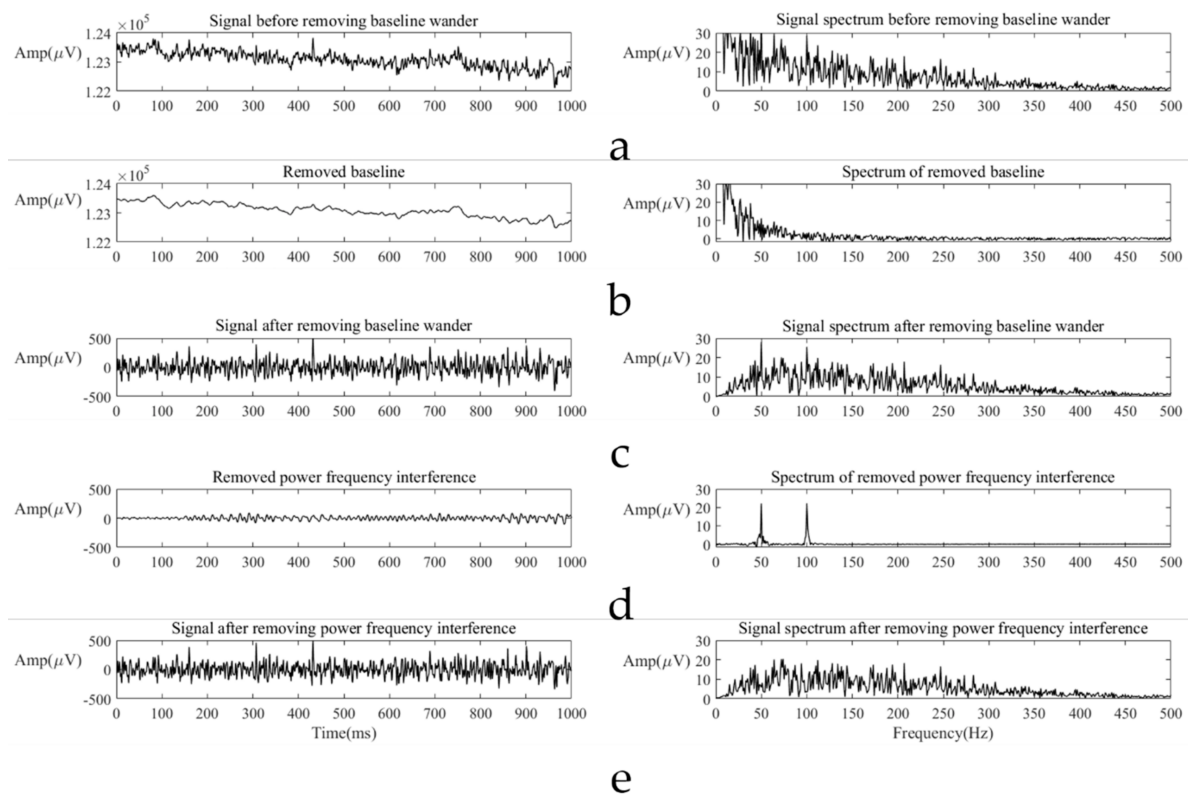 Signal before removing baseline wander
×10⁵
Amp(μV)
1.24
1.23
1.22
0 100 200 300 400 500 600 700 800 900 1000
Signal spectrum before removing baseline wander
Amp(μV)
30
20
10
0
0 50 100 150 200 250 300 350 400 450 500
a
Removed baseline
×10⁵
Amp(μV)
1.24
1.23
1.22
0 100 200 300 400 500 600 700 800 900 1000
Spectrum of removed baseline
Amp(μV)
30
20
10
0
0 50 100 150 200 250 300 350 400 450 500
b
Signal after removing baseline wander
Amp(μV)
500
0
-500
0 100 200 300 400 500 600 700 800 900 1000
Signal spectrum after removing baseline wander
Amp(μV)
30
20
10
0
0 50 100 150 200 250 300 350 400 450 500
c
Removed power frequency interference
Amp(μV)
500
0
-500
0 100 200 300 400 500 600 700 800 900 1000
Spectrum of removed power frequency interference
Amp(μV)
30
20
10
0
0 50 100 150 200 250 300 350 400 450 500
d
Signal after removing power frequency interference
Amp(μV)
500
0
-500
0 100 200 300 400 500 600 700 800 900 1000
Time(ms)
Signal spectrum after removing power frequency interference
Amp(μV)
30
20
10
0
0 50 100 150 200 250 300 350 400 450 500
Frequency(Hz)
e